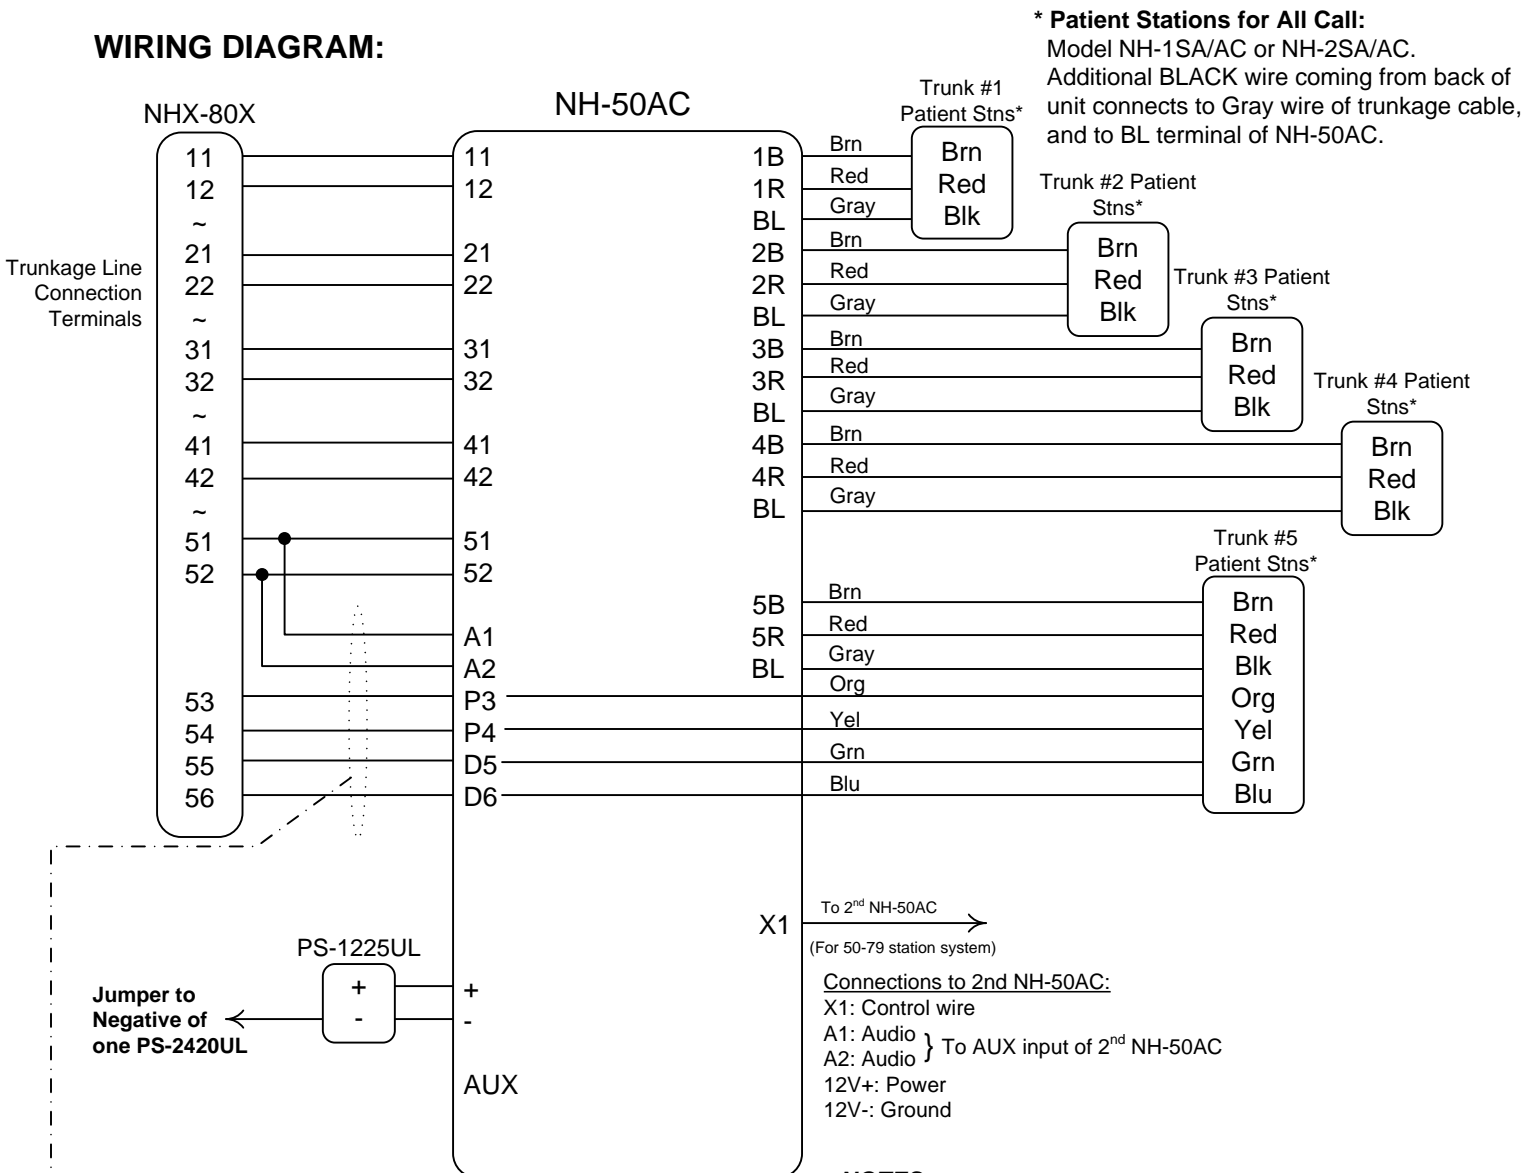 WIRING DIAGRAM:
* Patient Stations for All Call:
Model NH-1SA/AC or NH-2SA/AC.
Additional BLACK wire coming from back of
unit connects to Gray wire of trunkage cable,
and to BL terminal of NH-50AC.
NHX-80X
11
12
~
21
22
~
31
32
~
41
42
~
51
52
53
54
55
56
Trunkage Line
Connection
Terminals
NH-50AC
11
12
21
22
31
32
41
42
51
52
A1
A2
P3
P4
D5
D6
+
-
AUX
1B
1R
BL
2B
2R
BL
3B
3R
BL
4B
4R
BL
5B
5R
BL
X1
Brn
Red
Gray
Brn
Red
Gray
Brn
Red
Gray
Brn
Red
Gray
Brn
Red
Gray
Org
Yel
Grn
Blu
Trunk #1
Patient Stns*
Brn
Red
Blk
Trunk #2 Patient
Stns*
Brn
Red
Blk
Trunk #3 Patient
Stns*
Brn
Red
Blk
Trunk #4 Patient
Stns*
Brn
Red
Blk
Trunk #5
Patient Stns*
Brn
Red
Blk
Org
Yel
Grn
Blu
PS-1225UL
+
-
Jumper to
Negative of
one PS-2420UL
To 2nd NH-50AC
(For 50-79 station system)
Connections to 2nd NH-50AC:
X1: Control wire
A1: Audio
A2: Audio } To AUX input of 2nd NH-50AC
12V+: Power
12V-: Ground